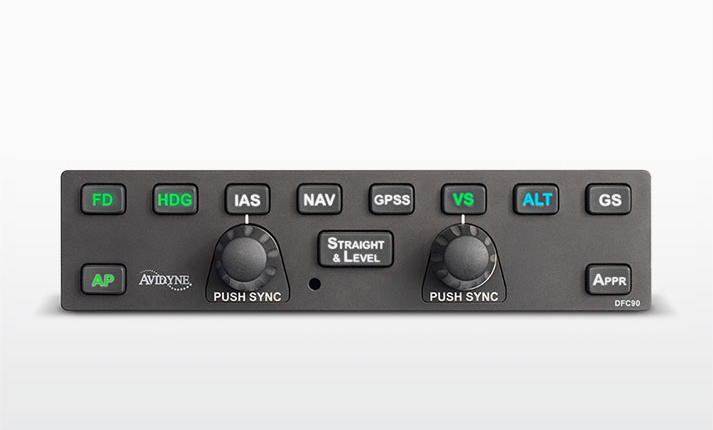 FD HDG IAS NAV GPSS VS ALT GS
STRAIGHT
& LEVEL
AP AVIDYNE APPR
PUSH SYNC PUSH SYNC
DFC90